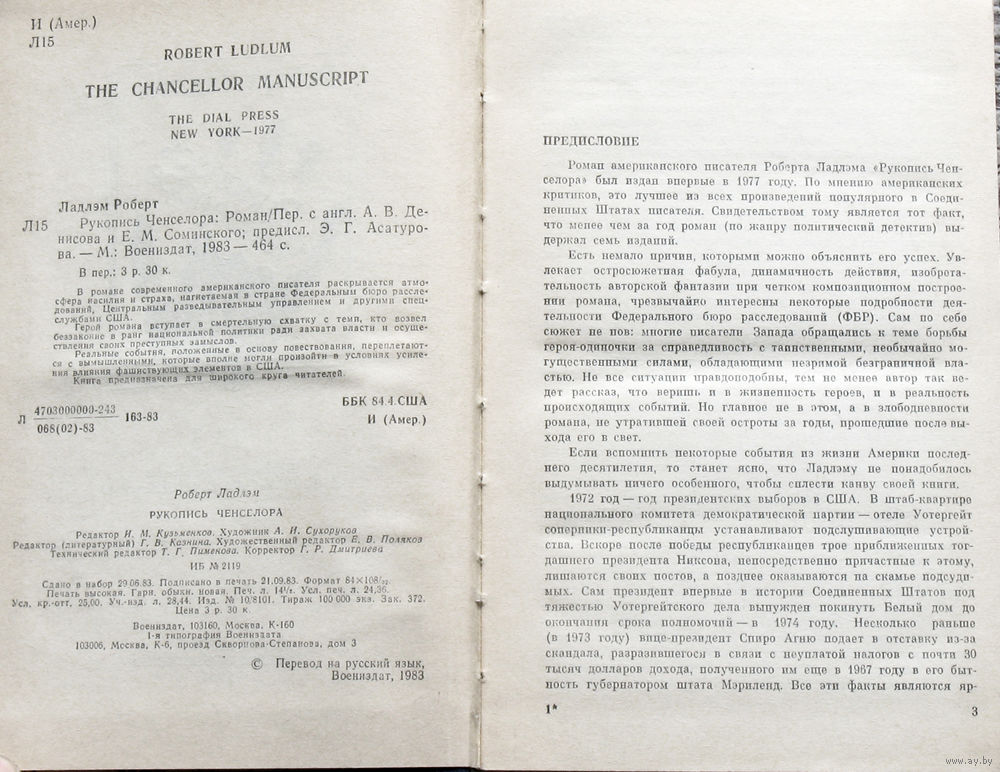 И (Амер.)
Л15
ROBERT LUDLUM
THE CHANCELLOR MANUSCRIPT
THE DIAL PRESS
NEW YORK—1977
Ладлэм Роберт
Л15 Рукопись Ченселора: Роман/Пер. с англ. А. В. Де-
нисова и Е. М. Соминского; предисл. Э. Г. Асатуро-
ва. — М.: Воениздат, 1983 — 464 с.
В пер.: 3 р. 30 к.
В романе современного американского писателя раскрывается атмо-
сфера насилия и страха, нагнетаемая в стране Федеральным бюро рассле-
дований, Центральным разведывательным управлением и другими спец-
службами США.
Герой романа вступает в смертельную схватку с теми, кто возвел
беззаконие в ранг национальной политики ради захвата власти и осуще-
ствления своих преступных замыслов.
Реальные события, положенные в основу повествования, переплетают-
ся с вымышленными, которые вполне могли произойти в условиях усиле-
ния влияния фашиствующих элементов в США.
Книга предназначена для широкого круга читателей.
4703000000-243
Л 163-83
068(02)-83
ББК 84.4.США
И (Амер.)
Роберт Ладлэм
РУКОПИСЬ ЧЕНСЕЛОРА
Редактор И. М. Кузьменков. Художник А. И. Сухоруков
Редактор (литературный) Г. В. Казнина. Художественный редактор Е. В. Поляков
Технический редактор Т. Г. Пименова. Корректор Г. Р. Дмитриева
ИБ № 2119
Сдано в набор 29.06.83. Подписано в печать 21.09.83. Формат 84×108/32.
Печать высокая. Гарн. обыкн. новая. Печ. л. 14½. Усл. печ. л. 24,36.
Усл. кр.-отт. 25,00. Уч.-изд. л. 28,44. Изд. № 10/8101. Тираж 100 000 экз. Зак. 372.
Цена 3 р. 30 к.
Воениздат, 103160, Москва, К-160
1-я типография Воениздата
103006, Москва, К-6, проезд Скворцова-Степанова, дом 3
© Перевод на русский язык,
Воениздат, 1983
ПРЕДИСЛОВИЕ
Роман американского писателя Роберта Ладлэма «Рукопись Чен-
селора» был издан впервые в 1977 году. По мнению американских
критиков, это лучшее из всех произведений популярного в Соеди-
ненных Штатах писателя. Свидетельством тому является тот факт,
что менее чем за год роман (по жанру политический детектив) вы-
держал семь изданий.
Есть немало причин, которыми можно объяснить его успех. Ув-
лекает остросюжетная фабула, динамичность действия, изобрета-
тельность авторской фантазии при четком композиционном построе-
нии романа, чрезвычайно интересны некоторые подробности дея-
тельности Федерального бюро расследований (ФБР). Сам по себе
сюжет не нов: многие писатели Запада обращались к теме борьбы
героя-одиночки за справедливость с таинственными, необычайно мо-
гущественными силами, обладающими незримой безграничной вла-
стью. Не все ситуации правдоподобны, тем не менее автор так ве-
дет рассказ, что веришь и в жизненность героев, и в реальность
происходящих событий. Но главное не в этом, а в злободневности
романа, не утратившей своей остроты за годы, прошедшие после вы-
хода его в свет.
Если вспомнить некоторые события из жизни Америки послед-
него десятилетия, то станет ясно, что Ладлэму не понадобилось
выдумывать ничего особенного, чтобы сплести канву своей книги.
1972 год — год президентских выборов в США. В штаб-квартире
национального комитета демократической партии — отеле Уотергейт
соперники-республиканцы устанавливают подслушивающие устрой-
ства. Вскоре после победы республиканцев трое приближенных тог-
дашнего президента Никсона, непосредственно причастные к этому,
лишаются своих постов, а позднее оказываются на скамье подсуди-
мых. Сам президент впервые в истории Соединенных Штатов под
тяжестью Уотергейтского дела вынужден покинуть Белый дом до
окончания срока полномочий — в 1974 году. Несколько раньше
(в 1973 году) вице-президент Спиро Агню подает в отставку из-за
скандала, разразившегося в связи с неуплатой налогов с почти 30
тысяч долларов дохода, полученного им еще в 1967 году в его быт-
ность губернатором штата Мэриленд. Все эти факты являются яр-
1* 3
www.ay.by